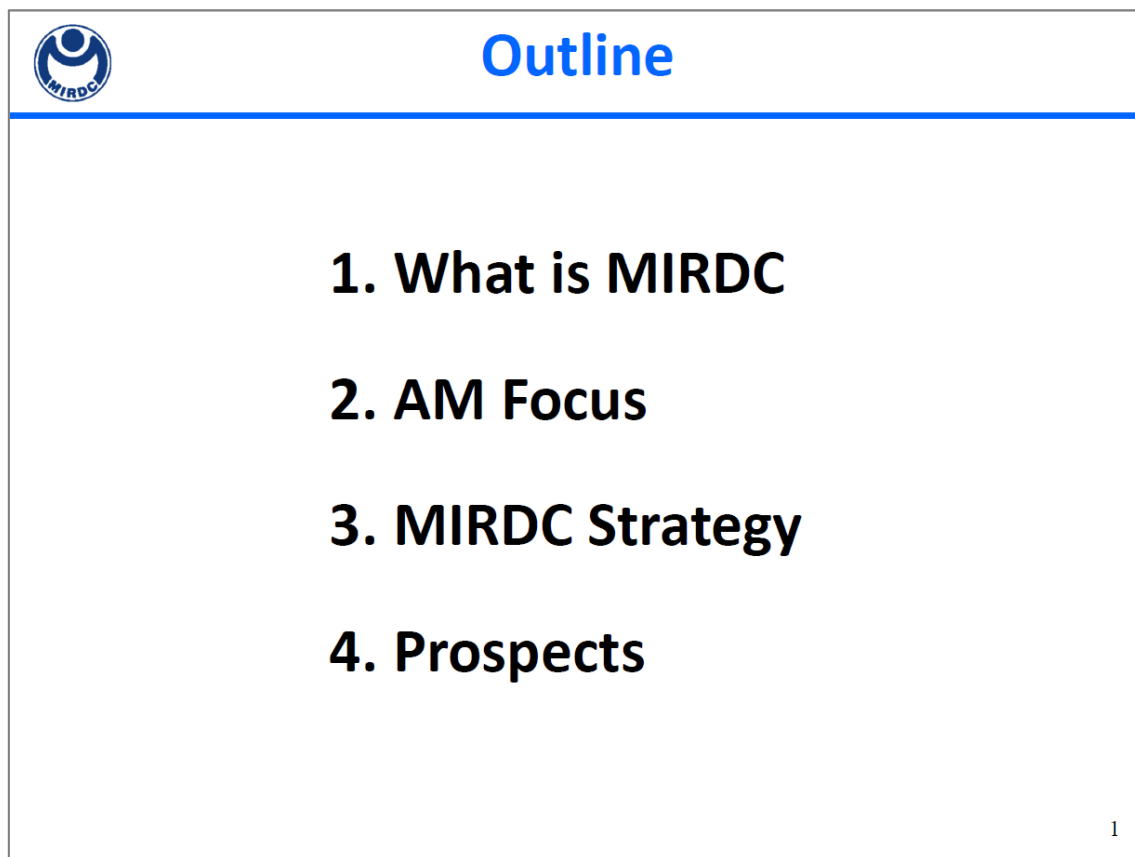 MIRDC
Outline
1. What is MIRDC
2. AM Focus
3. MIRDC Strategy
4. Prospects
1